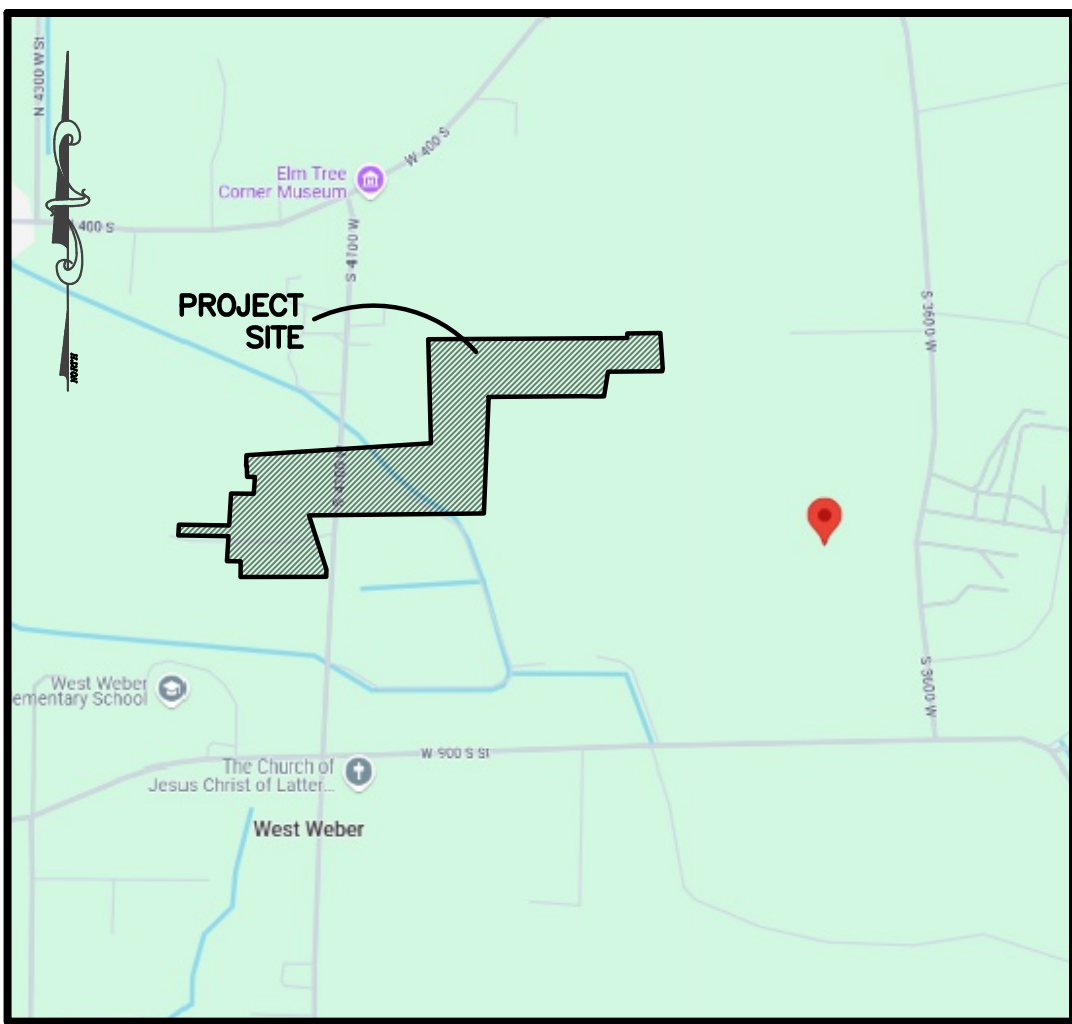 N 4300 W St
W 400 S
Elm Tree
Corner Museum
400 S
S 4700 W
PROJECT
SITE
S 3600 W
NORTH
S 4700 W
West Weber
ementary School
S 3600 W
W 900 S St
The Church of
Jesus Christ of Latter...
West Weber